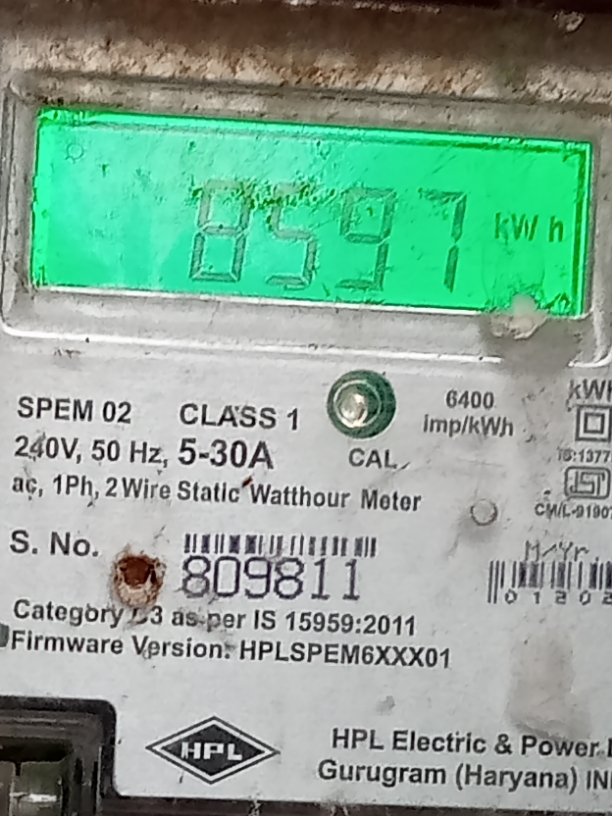 8597 kWh
SPEM 02 CLASS 1
6400 imp/kWh
240V, 50 Hz, 5-30A
CAL
ac, 1Ph, 2 Wire Static Watthour Meter
S. No.
809811
Category D3 as per IS 15959:2011
Firmware Version: HPLSPEM6XXX01
HPL
HPL Electric & Power
Gurugram (Haryana)